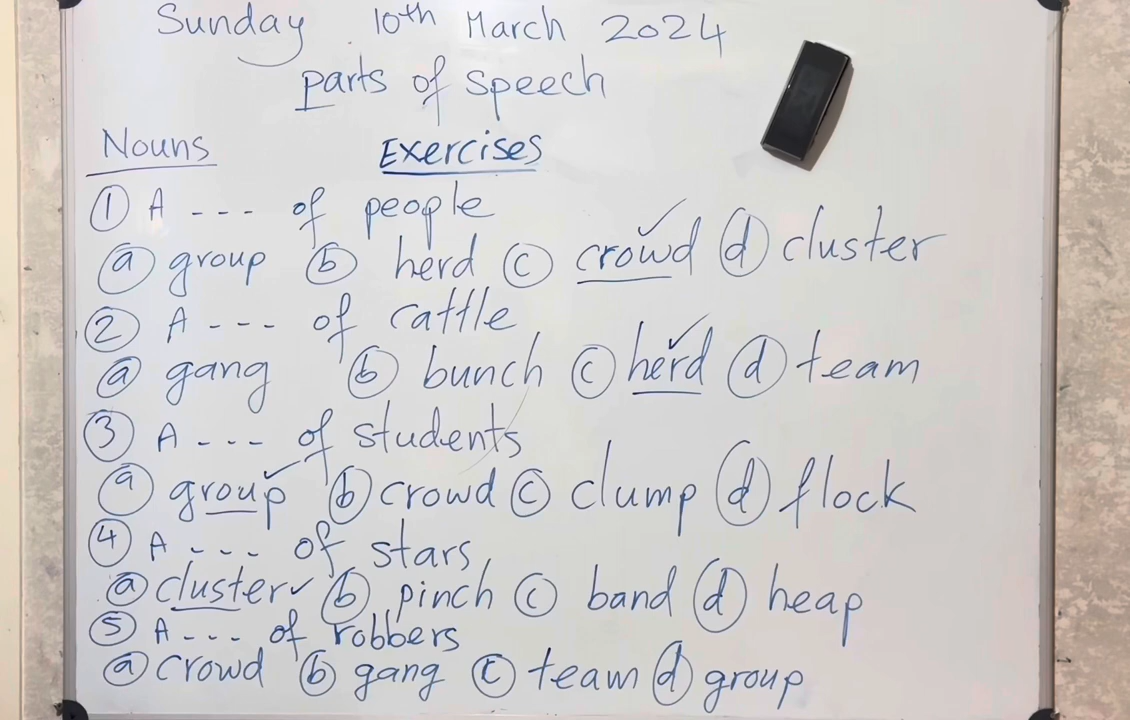 Sunday 10th March 2024
Parts of Speech
Nouns Exercises
① A --- of people
ⓐ group ⓑ herd ⓒ crowd ✓ ⓓ cluster
② A --- of cattle
ⓐ gang ⓑ bunch ⓒ herd ✓ ⓓ team
③ A --- of students
ⓐ group ✓ ⓑ crowd ⓒ clump ⓓ flock
④ A --- of stars
ⓐ cluster ✓ ⓑ pinch ⓒ band ⓓ heap
⑤ A --- of robbers
ⓐ crowd ⓑ gang ⓒ team ⓓ group